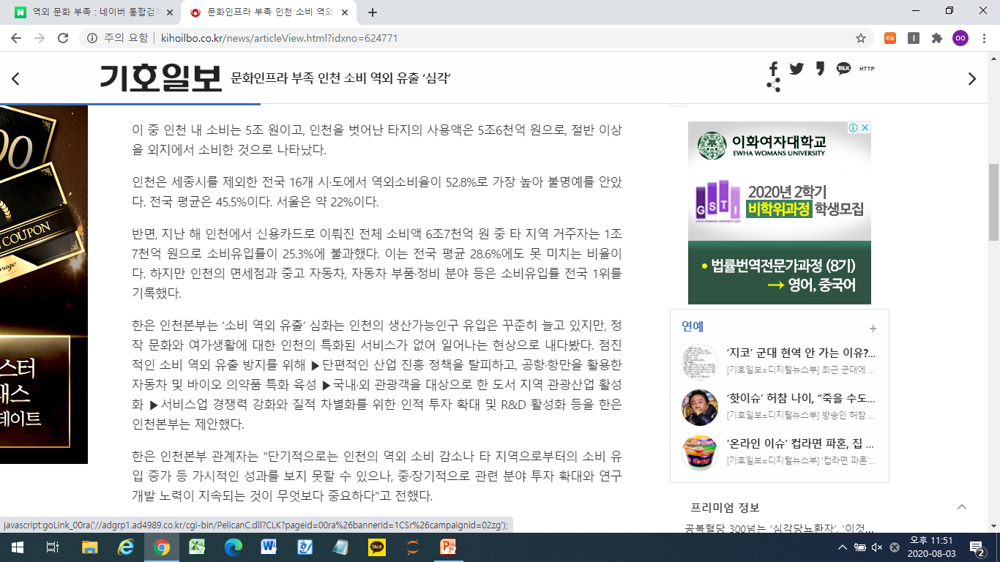 역외 문화 부족 : 네이버 통합검색
문화인프라 부족 인천 소비 역외
주의 요함
kihoilbo.co.kr/news/articleView.html?idxno=624771
기호일보
문화인프라 부족 인천 소비 역외 유출 ‘심각’
TALK
HTTP
이 중 인천 내 소비는 5조 원이고, 인천을 벗어난 타지의 사용액은 5조6천억 원으로, 절반 이상
을 외지에서 소비한 것으로 나타났다.
인천은 세종시를 제외한 전국 16개 시·도에서 역외소비율이 52.8%로 가장 높아 불명예를 안았
다. 전국 평균은 45.5%이다. 서울은 약 22%이다.
반면, 지난 해 인천에서 신용카드로 이뤄진 전체 소비액 6조7천억 원 중 타 지역 거주자는 1조
7천억 원으로 소비유입률이 25.3%에 불과했다. 이는 전국 평균 28.6%에도 못 미치는 비율이
다. 하지만 인천의 면세점과 중고 자동차, 자동차 부품·정비 분야 등은 소비유입률 전국 1위를
기록했다.
한은 인천본부는 ‘소비 역외 유출’ 심화는 인천의 생산가능인구 유입은 꾸준히 늘고 있지만, 정
작 문화와 여가생활에 대한 인천의 특화된 서비스가 없어 일어나는 현상으로 내다봤다. 점진
적인 소비 역외 유출 방지를 위해 ▶단편적인 산업 진흥 정책을 탈피하고, 공항·항만을 활용한
자동차 및 바이오 의약품 특화 육성 ▶국내·외 관광객을 대상으로 한 도서 지역 관광산업 활성
화 ▶서비스업 경쟁력 강화와 질적 차별화를 위한 인적 투자 확대 및 R&D 활성화 등을 한은
인천본부는 제안했다.
한은 인천본부 관계자는 "단기적으로는 인천의 역외 소비 감소나 타 지역으로부터의 소비 유
입 증가 등 가시적인 성과를 보지 못할 수 있으나, 중·장기적으로 관련 분야 투자 확대와 연구
개발 노력이 지속되는 것이 무엇보다 중요하다"고 전했다.
COUPON
스터
대스
데이트
이화여자대학교
EWHA WOMANS UNIVERSITY
GSTI
2020년 2학기
비학위과정 학생모집
• 법률번역전문가과정 (8기)
→ 영어, 중국어
연예
+
‘지코’ 군대 현역 안 가는 이유?...
[기호일보=디지털뉴스부] 최근 군대에 ...
‘핫이슈’ 허참 나이, “죽을 수도...
[기호일보=디지털뉴스부] 방송인 허참 ...
'온라인 이슈' 컵라면 파혼, 집 ...
[기호일보=디지털뉴스부] '컵라면 파혼'...
프리미엄 정보
공복혈당 300넘는 '심각당뇨환자', '이것...
javascript:goLink_00ra('//adgrp1.ad4989.co.kr/cgi-bin/PelicanC.dll?CLK?pageid=00ra%26bannerid=1CSr%26campaignid=02zg');
오후 11:51
2020-08-03
2